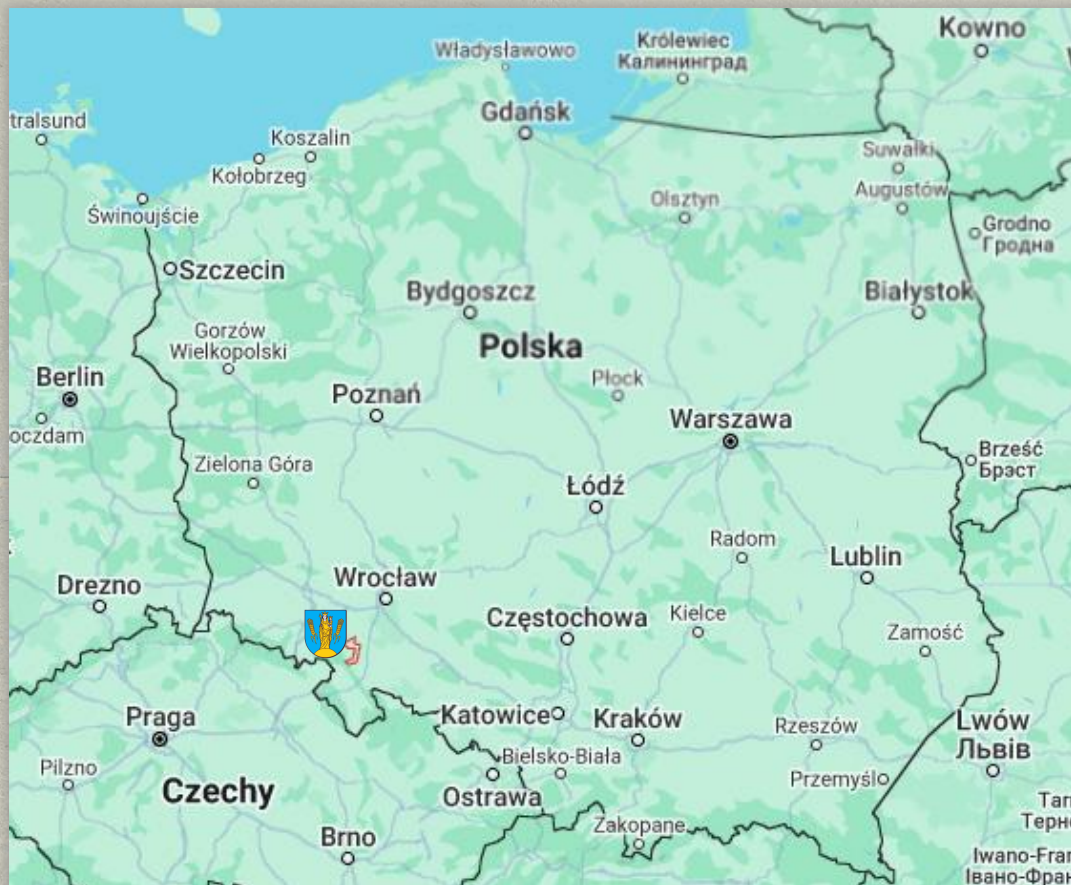 Władysławowo
Królewiec
Калининград
Kowno
Gdańsk
tralsund
Koszalin
Kołobrzeg
Suwałki
Augustów
Olsztyn
Świnoujście
Grodno
Гродна
Szczecin
Bydgoszcz
Białystok
Gorzów
Wielkopolski
Polska
Berlin
Płock
Poznań
Warszawa
oczdam
Brześć
Брэст
Zielona Góra
Łódź
Radom
Lublin
Drezno
Wrocław
Częstochowa
Kielce
Zamość
Praga
Katowice
Kraków
Rzeszów
Lwów
Львів
Pilzno
Bielsko-Biała
Przemyśl
Czechy
Ostrawa
Zakopane
Tar
Терн
Brno
Iwano-Fran
Івано-Фран